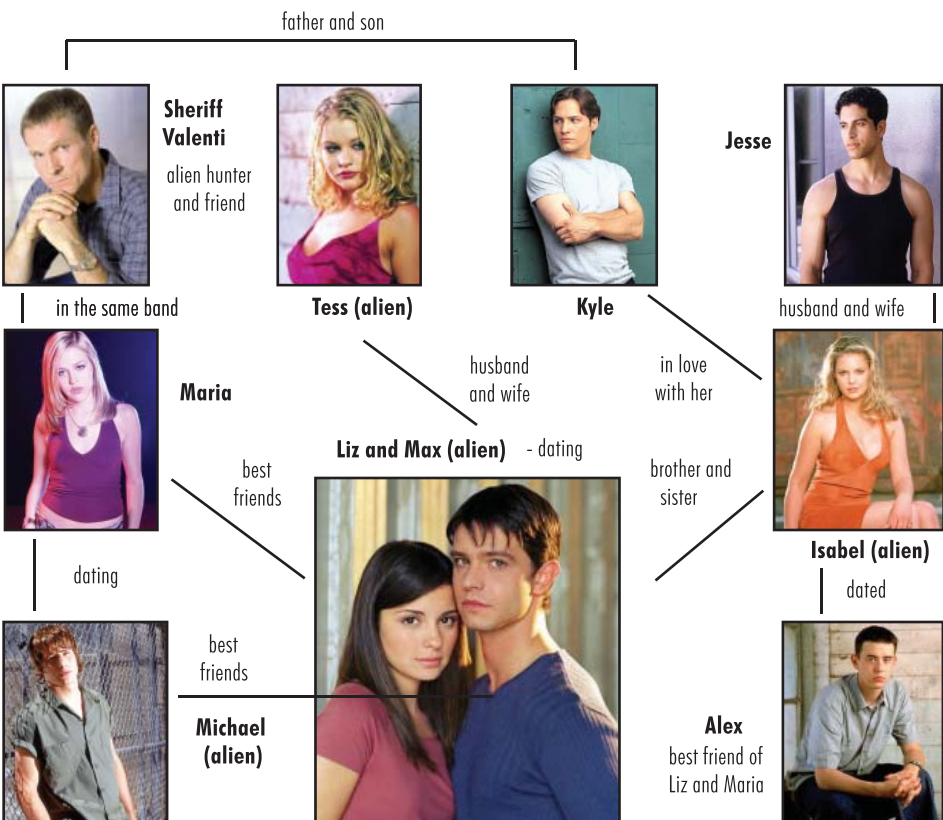 father and son
Sheriff
Valenti
alien hunter
and friend
Jesse
in the same band
Tess (alien)
Kyle
husband and wife
Maria
husband
and wife
in love
with her
Liz and Max (alien) - dating
best
friends
brother and
sister
Isabel (alien)
dating
dated
best
friends
Michael
(alien)
Alex
best friend of
Liz and Maria